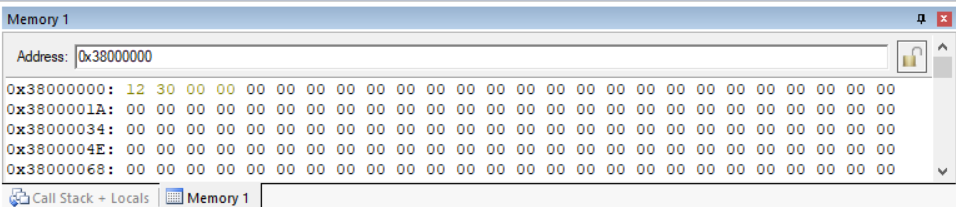 Memory 1
Address: 0x38000000
0x38000000: 12 30 00 00 00 00 00 00 00 00 00 00 00 00 00 00 00 00 00 00 00 00 00 00 00 00
0x3800001A: 00 00 00 00 00 00 00 00 00 00 00 00 00 00 00 00 00 00 00 00 00 00 00 00 00 00
0x38000034: 00 00 00 00 00 00 00 00 00 00 00 00 00 00 00 00 00 00 00 00 00 00 00 00 00 00
0x3800004E: 00 00 00 00 00 00 00 00 00 00 00 00 00 00 00 00 00 00 00 00 00 00 00 00 00 00
0x38000068: 00 00 00 00 00 00 00 00 00 00 00 00 00 00 00 00 00 00 00 00 00 00 00 00 00 00
Call Stack + Locals Memory 1